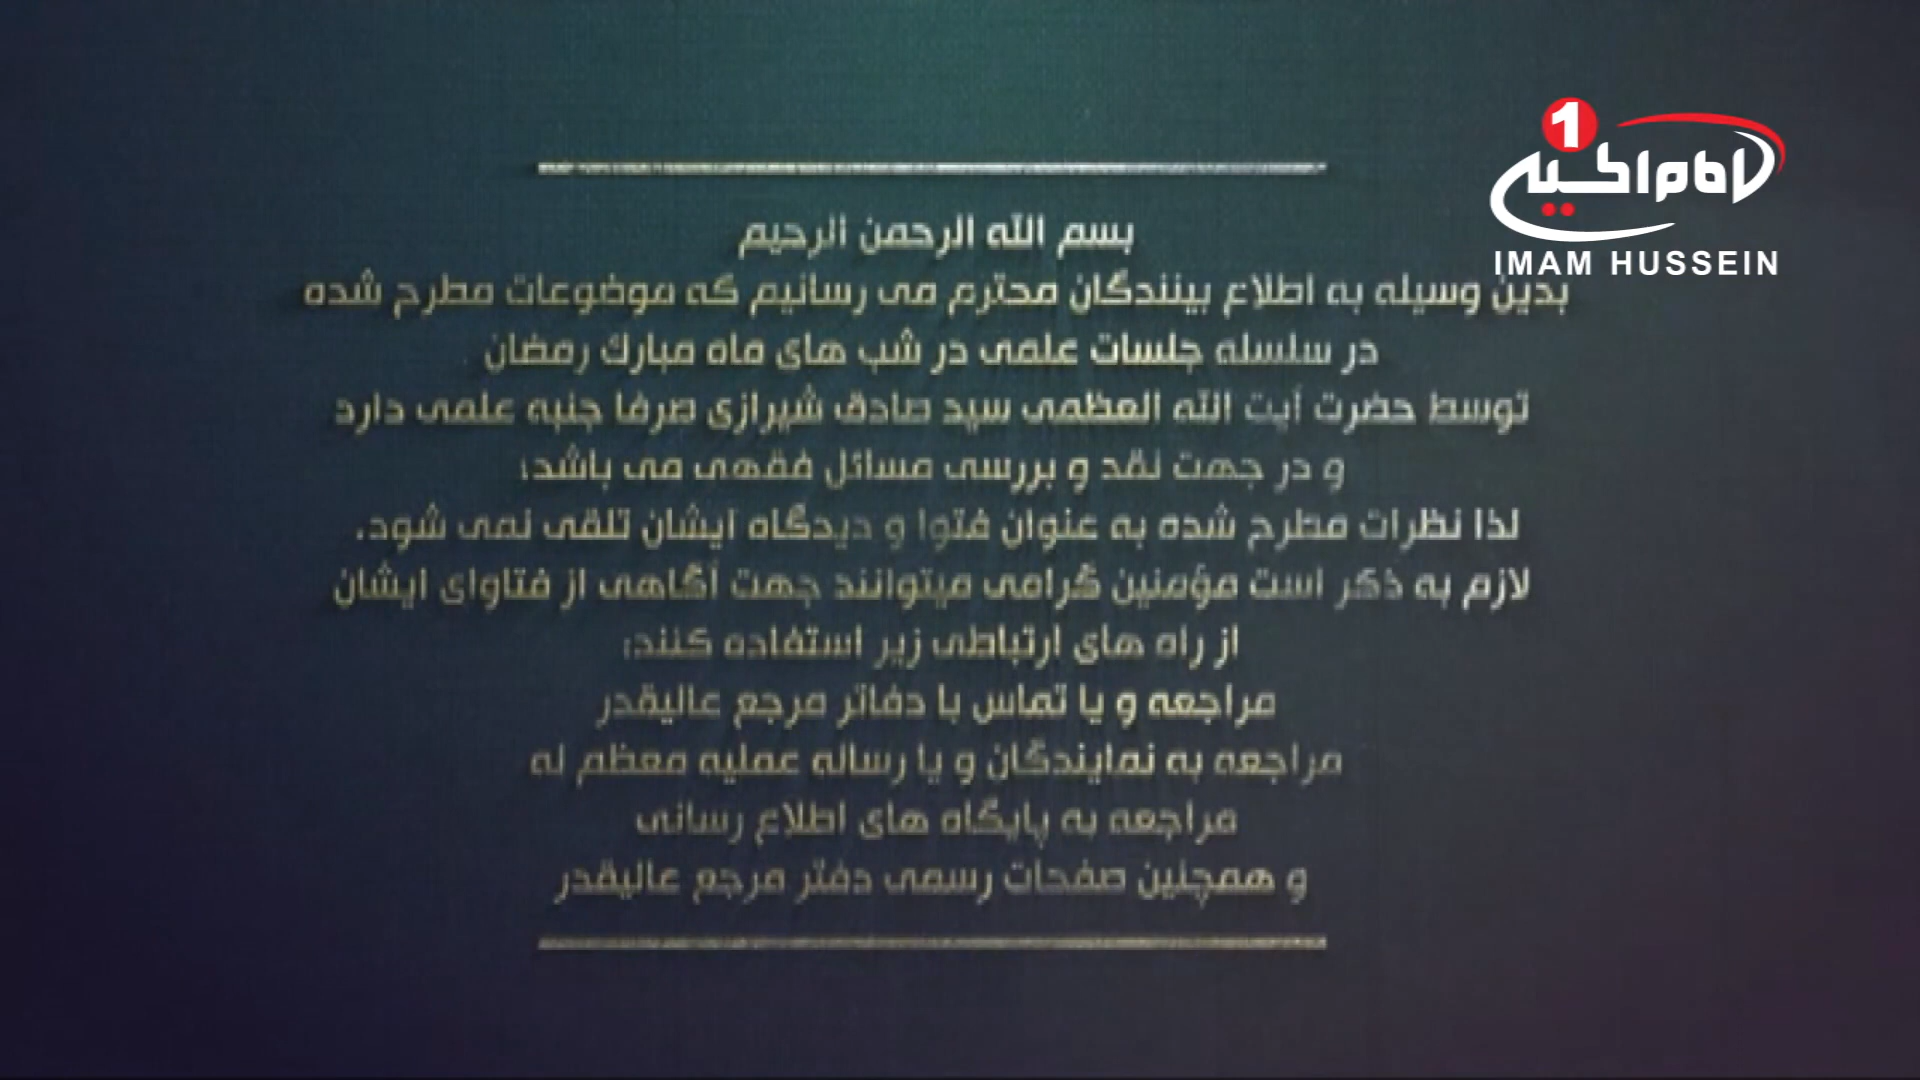 1
امام الحسين
IMAM HUSSEIN
بسم الله الرحمن الرحیم
بدین وسیله به اطلاع بینندگان محترم می رسانیم که موضوعات مطرح شده
در سلسله جلسات علمی در شب های ماه مبارك رمضان
توسط حضرت آیت الله العظمی سید صادق شیرازی صرفا جنبه علمی دارد
و در جهت نقد و بررسی مسائل فقهی می باشد؛
لذا نظرات مطرح شده به عنوان فتوا و دیدگاه آیشان تلقی نمی شود.
لازم به ذکر است مؤمنین گرامی میتوانند جهت آگاهی از فتاوای ایشان
از راه های ارتباطی زیر استفاده کنند:
مراجعه و یا تماس با دفاتر مرجع عالیقدر
مراجعه به نمایندگان و یا رساله عملیه معظم له
مراجعه به پایگاه های اطلاع رسانی
و همچنین صفحات رسمی دفتر مرجع عالیقدر